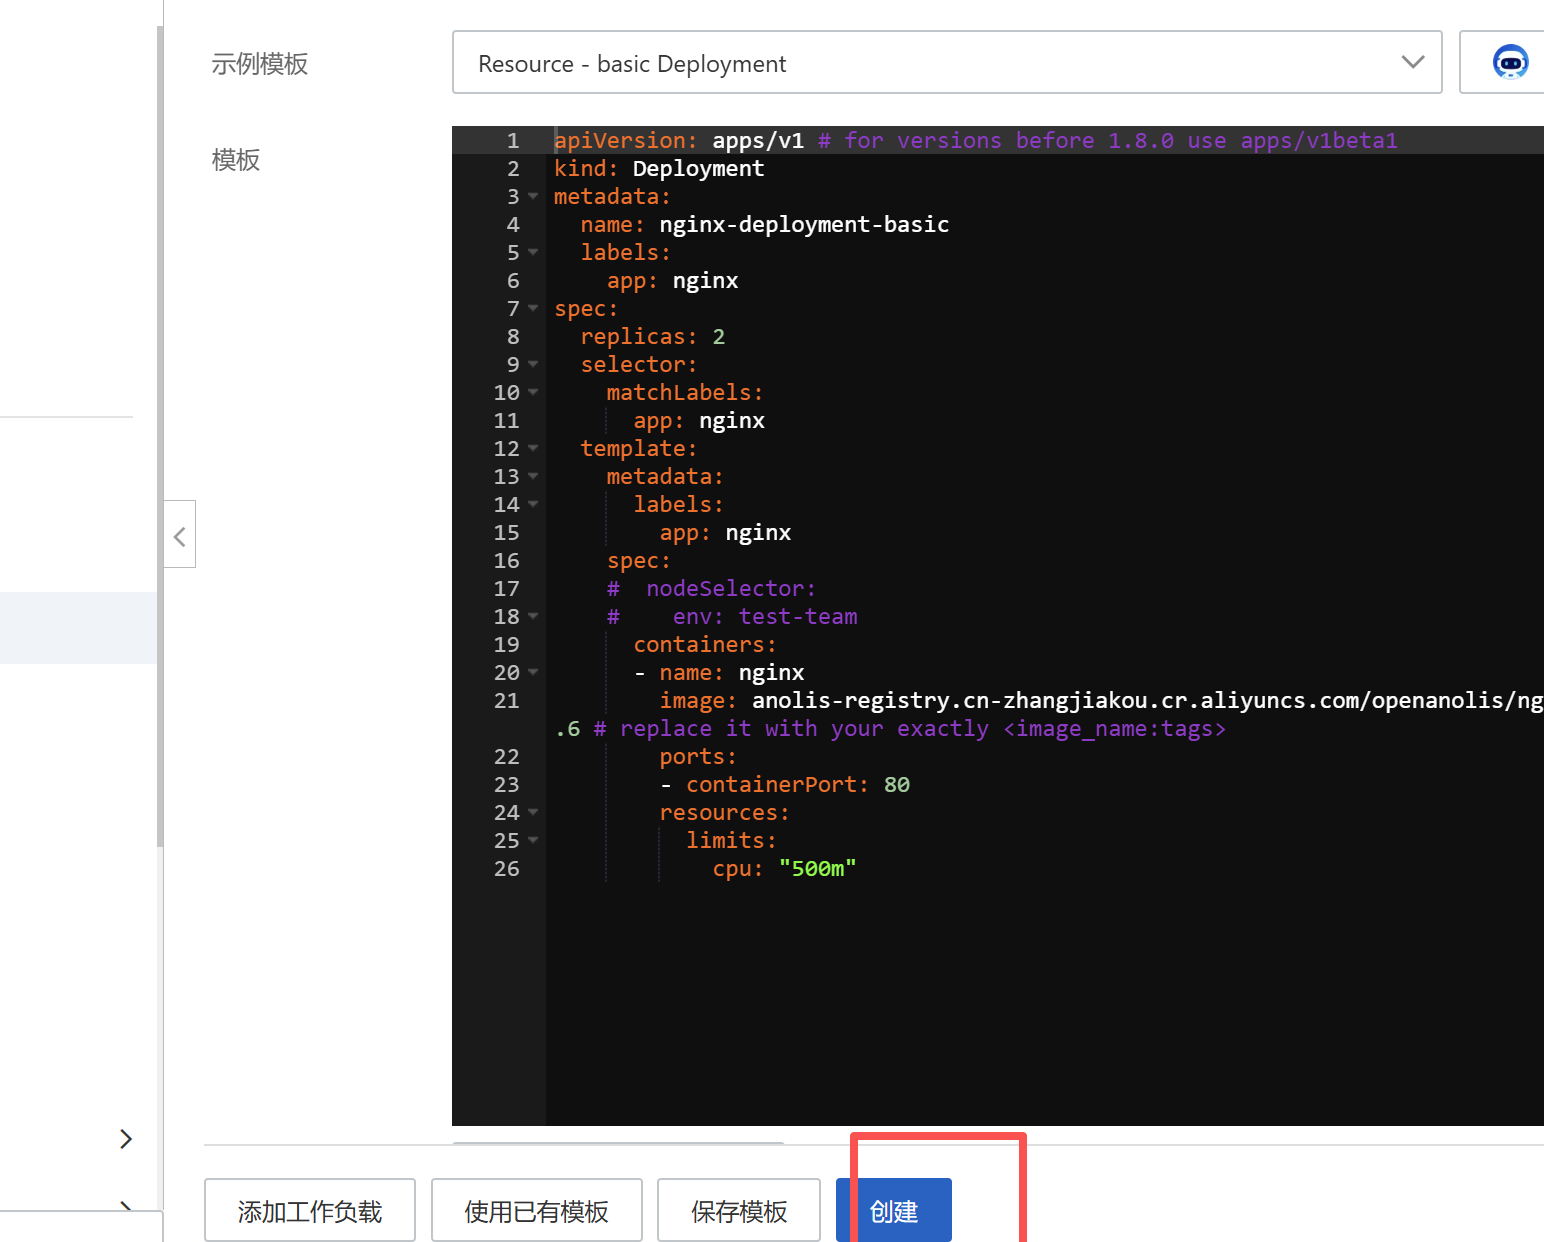 示例模板
Resource - basic Deployment
模板
1 apiVersion: apps/v1 # for versions before 1.8.0 use apps/v1beta1
2 kind: Deployment
3 metadata:
4   name: nginx-deployment-basic
5   labels:
6     app: nginx
7 spec:
8   replicas: 2
9   selector:
10     matchLabels:
11       app: nginx
12   template:
13     metadata:
14       labels:
15         app: nginx
16     spec:
17     #  nodeSelector:
18     #    env: test-team
19       containers:
20       - name: nginx
21         image: anolis-registry.cn-zhangjiakou.cr.aliyuncs.com/openanolis/ng
.6 # replace it with your exactly <image_name:tags>
22         ports:
23         - containerPort: 80
24         resources:
25           limits:
26             cpu: "500m"
添加工作负载 使用已有模板 保存模板 创建